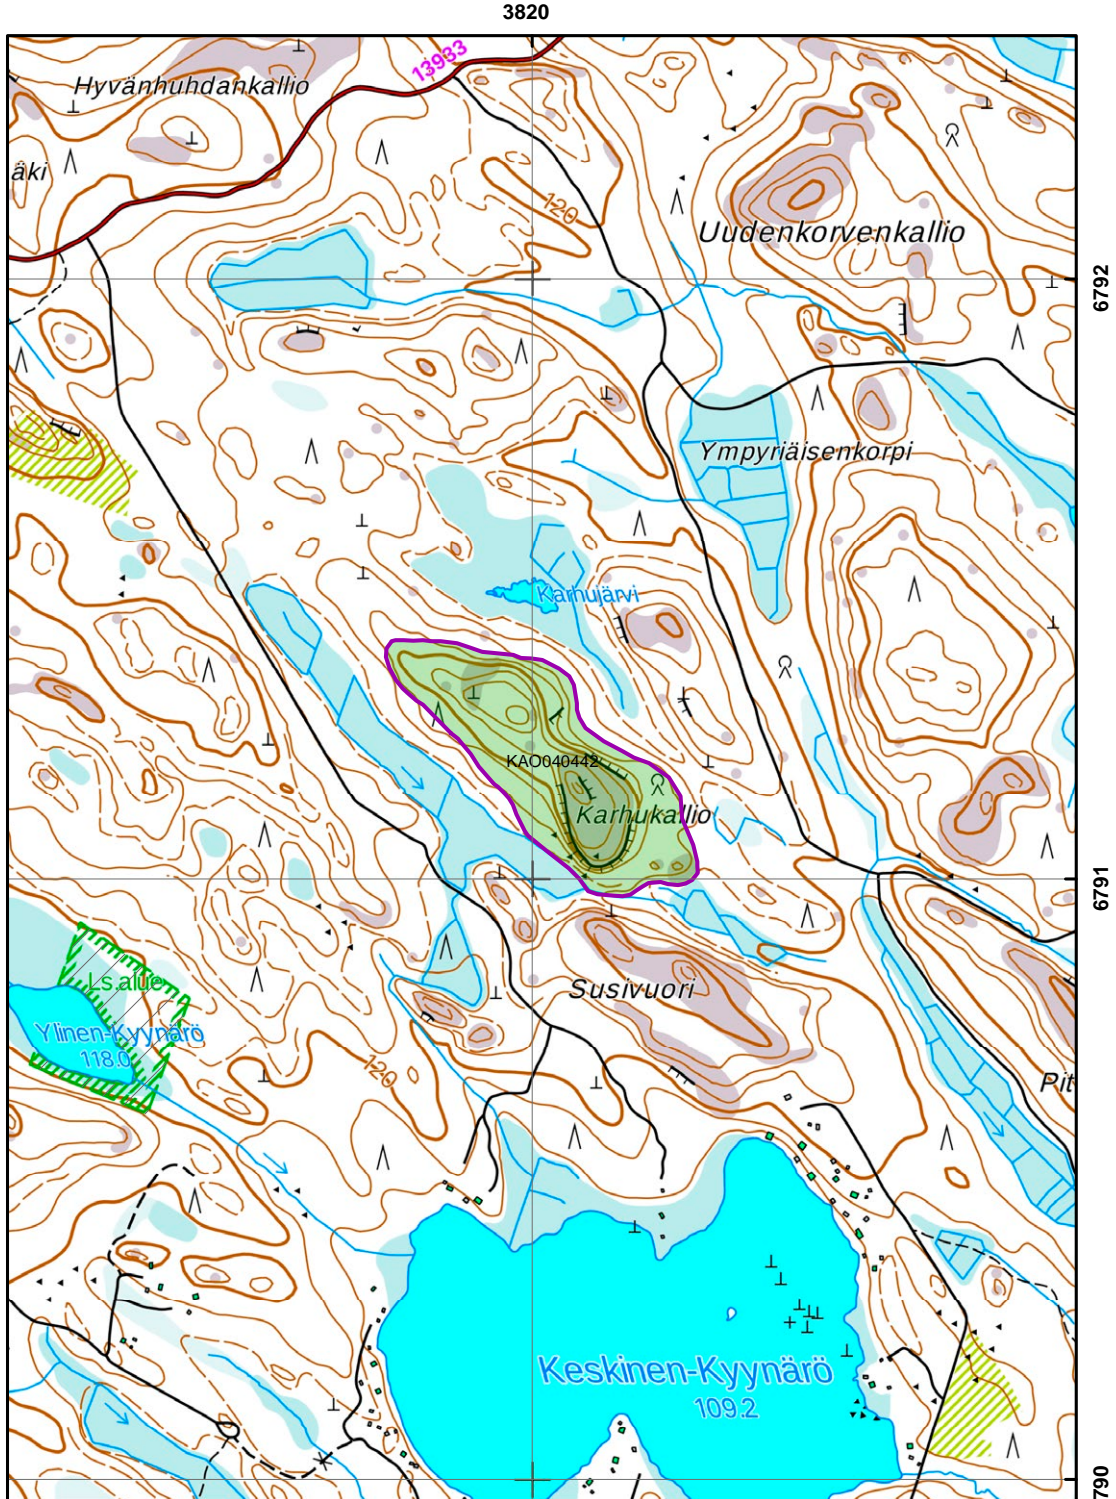 3820
13933
Hyvänhuhdankallio
äki
120
Uudenkorvenkallio
6792
Ympyriäisenkorpi
Karhujärvi
KAO040442
Karhukallio
6791
Ls.alue
Susivuori
Ylinen-Kyynärö
118.0
120
Pit
Keskinen-Kyynärö
109.2
790